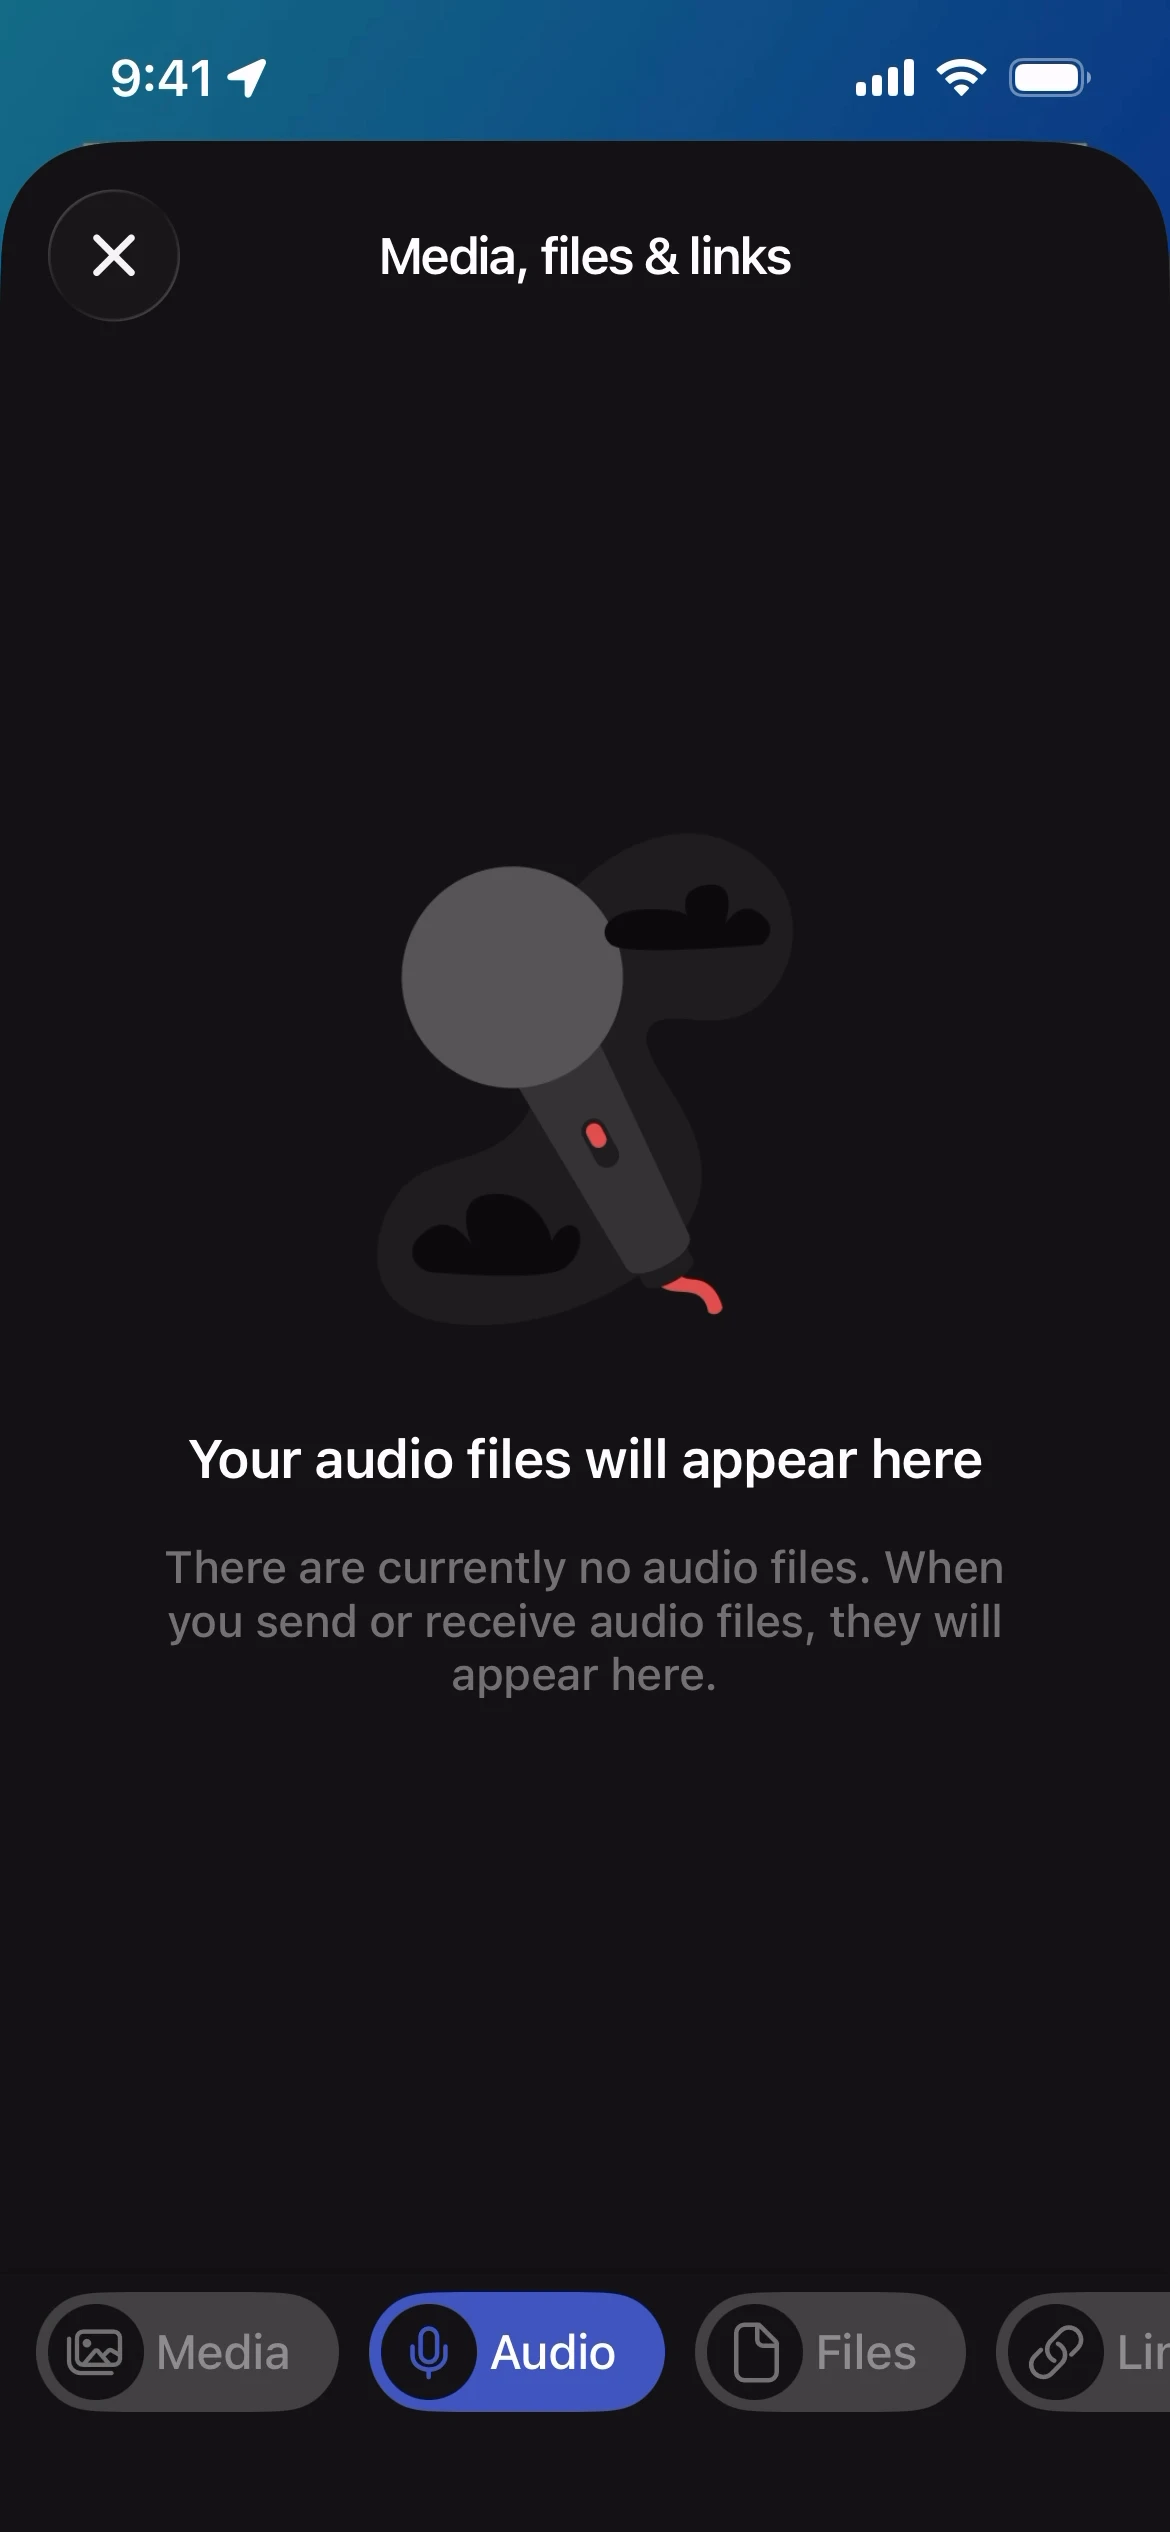 9:41
Media, files & links
Your audio files will appear here
There are currently no audio files. When
you send or receive audio files, they will
appear here.
Media
Audio
Files